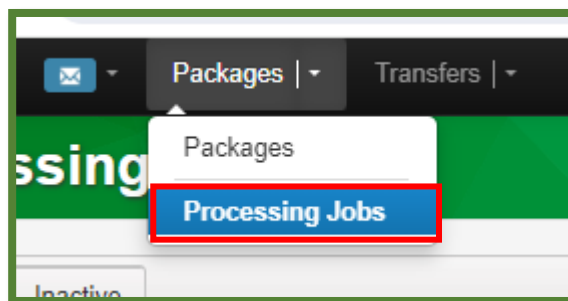 Packages | Transfers |
Packages
ssing
Processing Jobs
Inactive